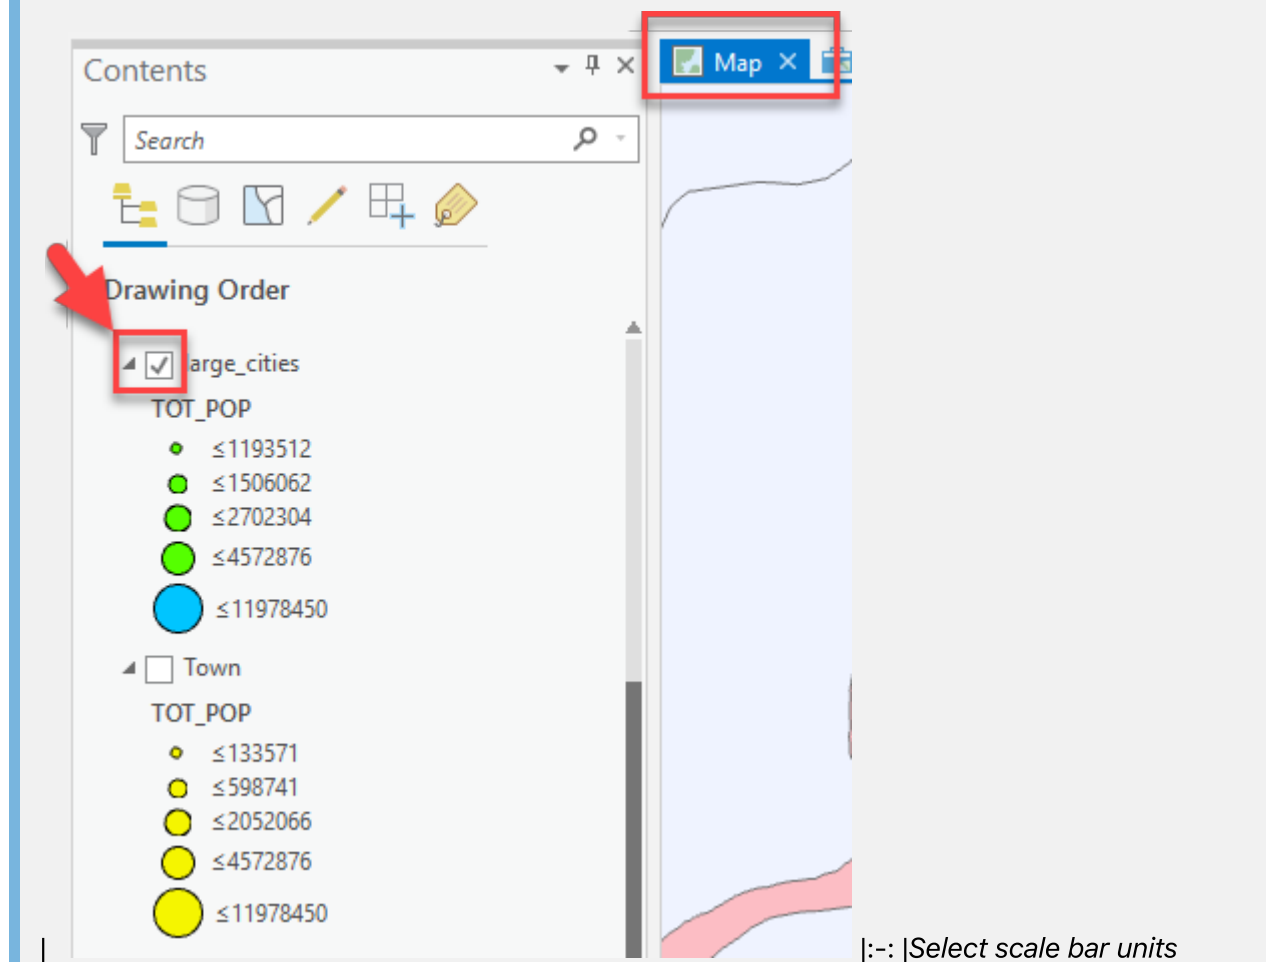 Contents
Map
Search
Drawing Order
large_cities
TOT_POP
≤1193512
≤1506062
≤2702304
≤4572876
≤11978450
Town
TOT_POP
≤133571
≤598741
≤2052066
≤4572876
≤11978450
| |:-: |Select scale bar units